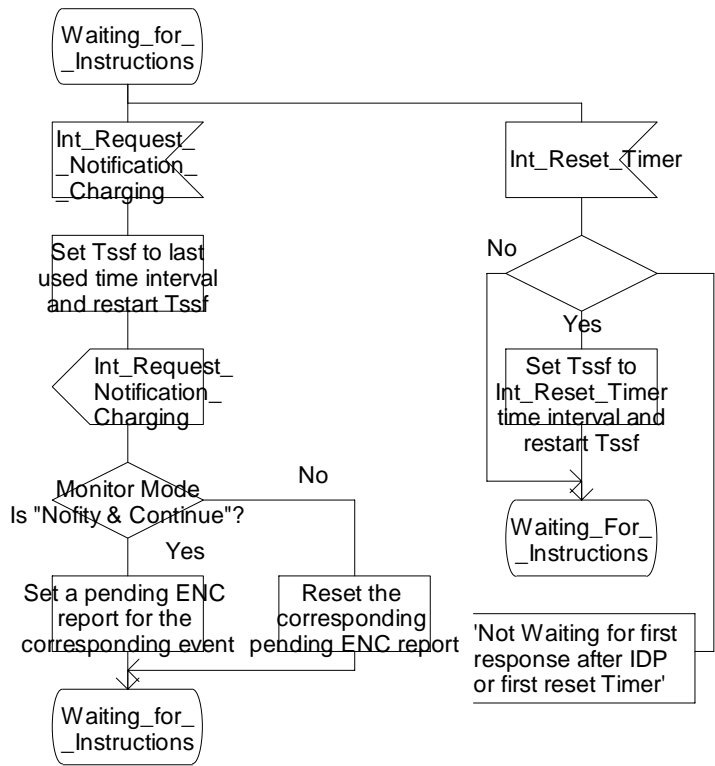 Waiting_for_
_Instructions
Int_Request_
_Notification_
_Charging
Set Tssf to last
used time interval
and restart Tssf
Int_Request_
Notification_
Charging
Monitor Mode
Is "Nofity & Continue"?
No
Yes
Set a pending ENC
report for the
corresponding event
Reset the
corresponding
pending ENC report
Waiting_for_
_Instructions
Int_Reset_Timer
No
Yes
Set Tssf to
Int_Reset_Timer
time interval and
restart Tssf
Waiting_For_
_Instructions
'Not Waiting for first
response after IDP
or first reset Timer'